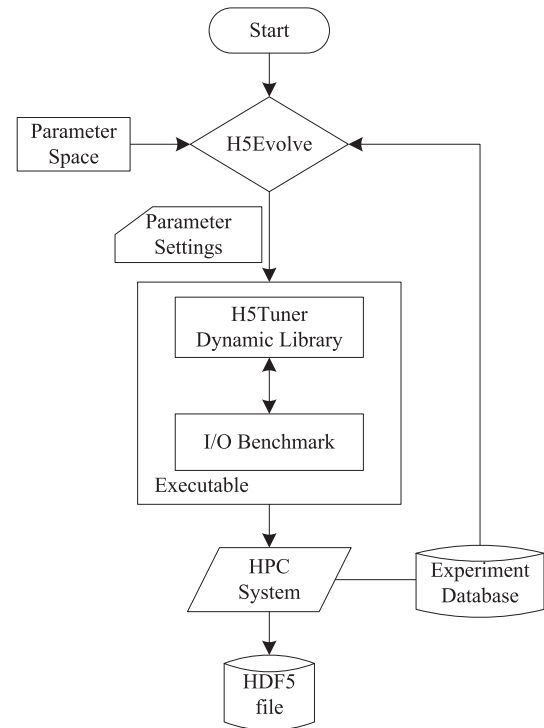 Start
Parameter
Space
H5Evolve
Parameter
Settings
H5Tuner
Dynamic Library
I/O Benchmark
Executable
HPC
System
Experiment
Database
HDF5
file